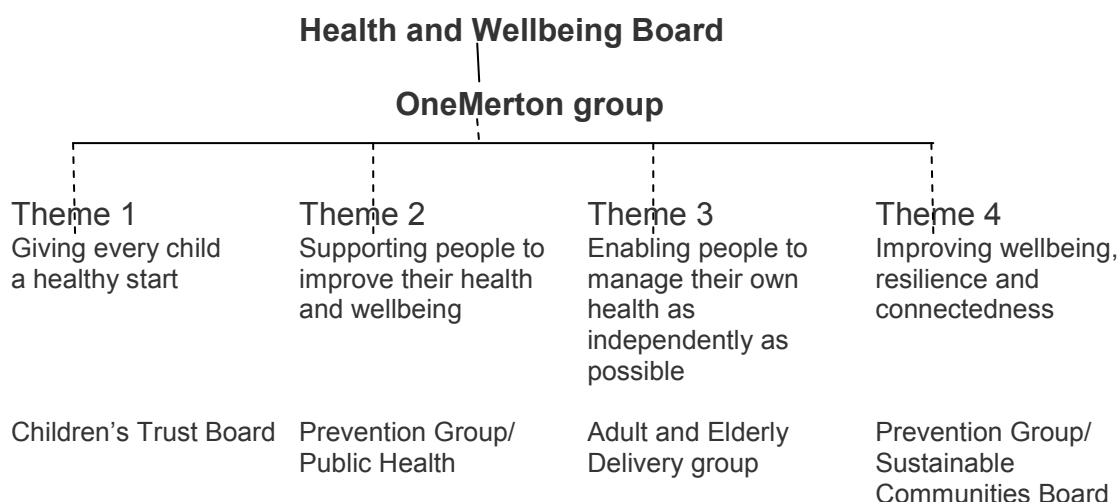 Health and Wellbeing Board
OneMerton group
Theme 1
Giving every child
a healthy start
Children’s Trust Board
Theme 2
Supporting people to
improve their health
and wellbeing
Prevention Group/
Public Health
Theme 3
Enabling people to
manage their own
health as
independently as
possible
Adult and Elderly
Delivery group
Theme 4
Improving wellbeing,
resilience and
connectedness
Prevention Group/
Sustainable
Communities Board